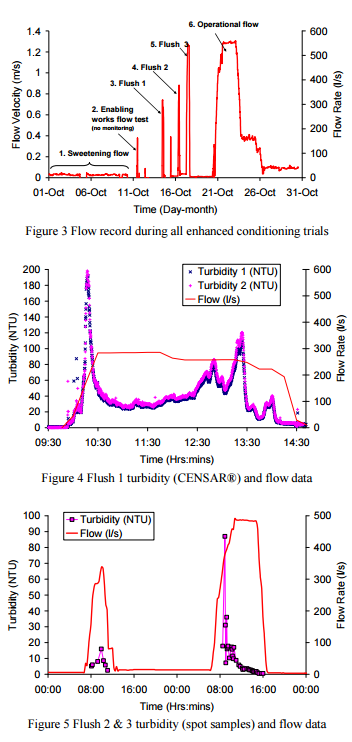 6. Operational flow
5. Flush 3
4. Flush 2
3. Flush 1
2. Enabling
works flow test
(no monitoring)
1. Sweetening flow
Flow Velocity (m/s)
1.4
1.2
1
0.8
0.6
0.4
0.2
0
600
500
400
300
200
100
0
Flow Rate (l/s)
01-Oct 06-Oct 11-Oct 16-Oct 21-Oct 26-Oct 31-Oct
Time (Day-month)
Figure 3 Flow record during all enhanced conditioning trials
Turbidity 1 (NTU)
Turbidity 2 (NTU)
Flow (l/s)
Turbidity (NTU)
200
180
160
140
120
100
80
60
40
20
0
600
500
400
300
200
100
0
Flow Rate (l/s)
09:30 10:30 11:30 12:30 13:30 14:30
Time (Hrs:mins)
Figure 4 Flush 1 turbidity (CENSAR®) and flow data
Turbidity (NTU)
Flow (l/s)
Turbidity (NTU)
100
90
80
70
60
50
40
30
20
10
0
500
400
300
200
100
0
Flow Rate (l/s)
00:00 08:00 16:00 00:00 08:00 16:00 00:00
Time (Hrs:mins)
Figure 5 Flush 2 & 3 turbidity (spot samples) and flow data